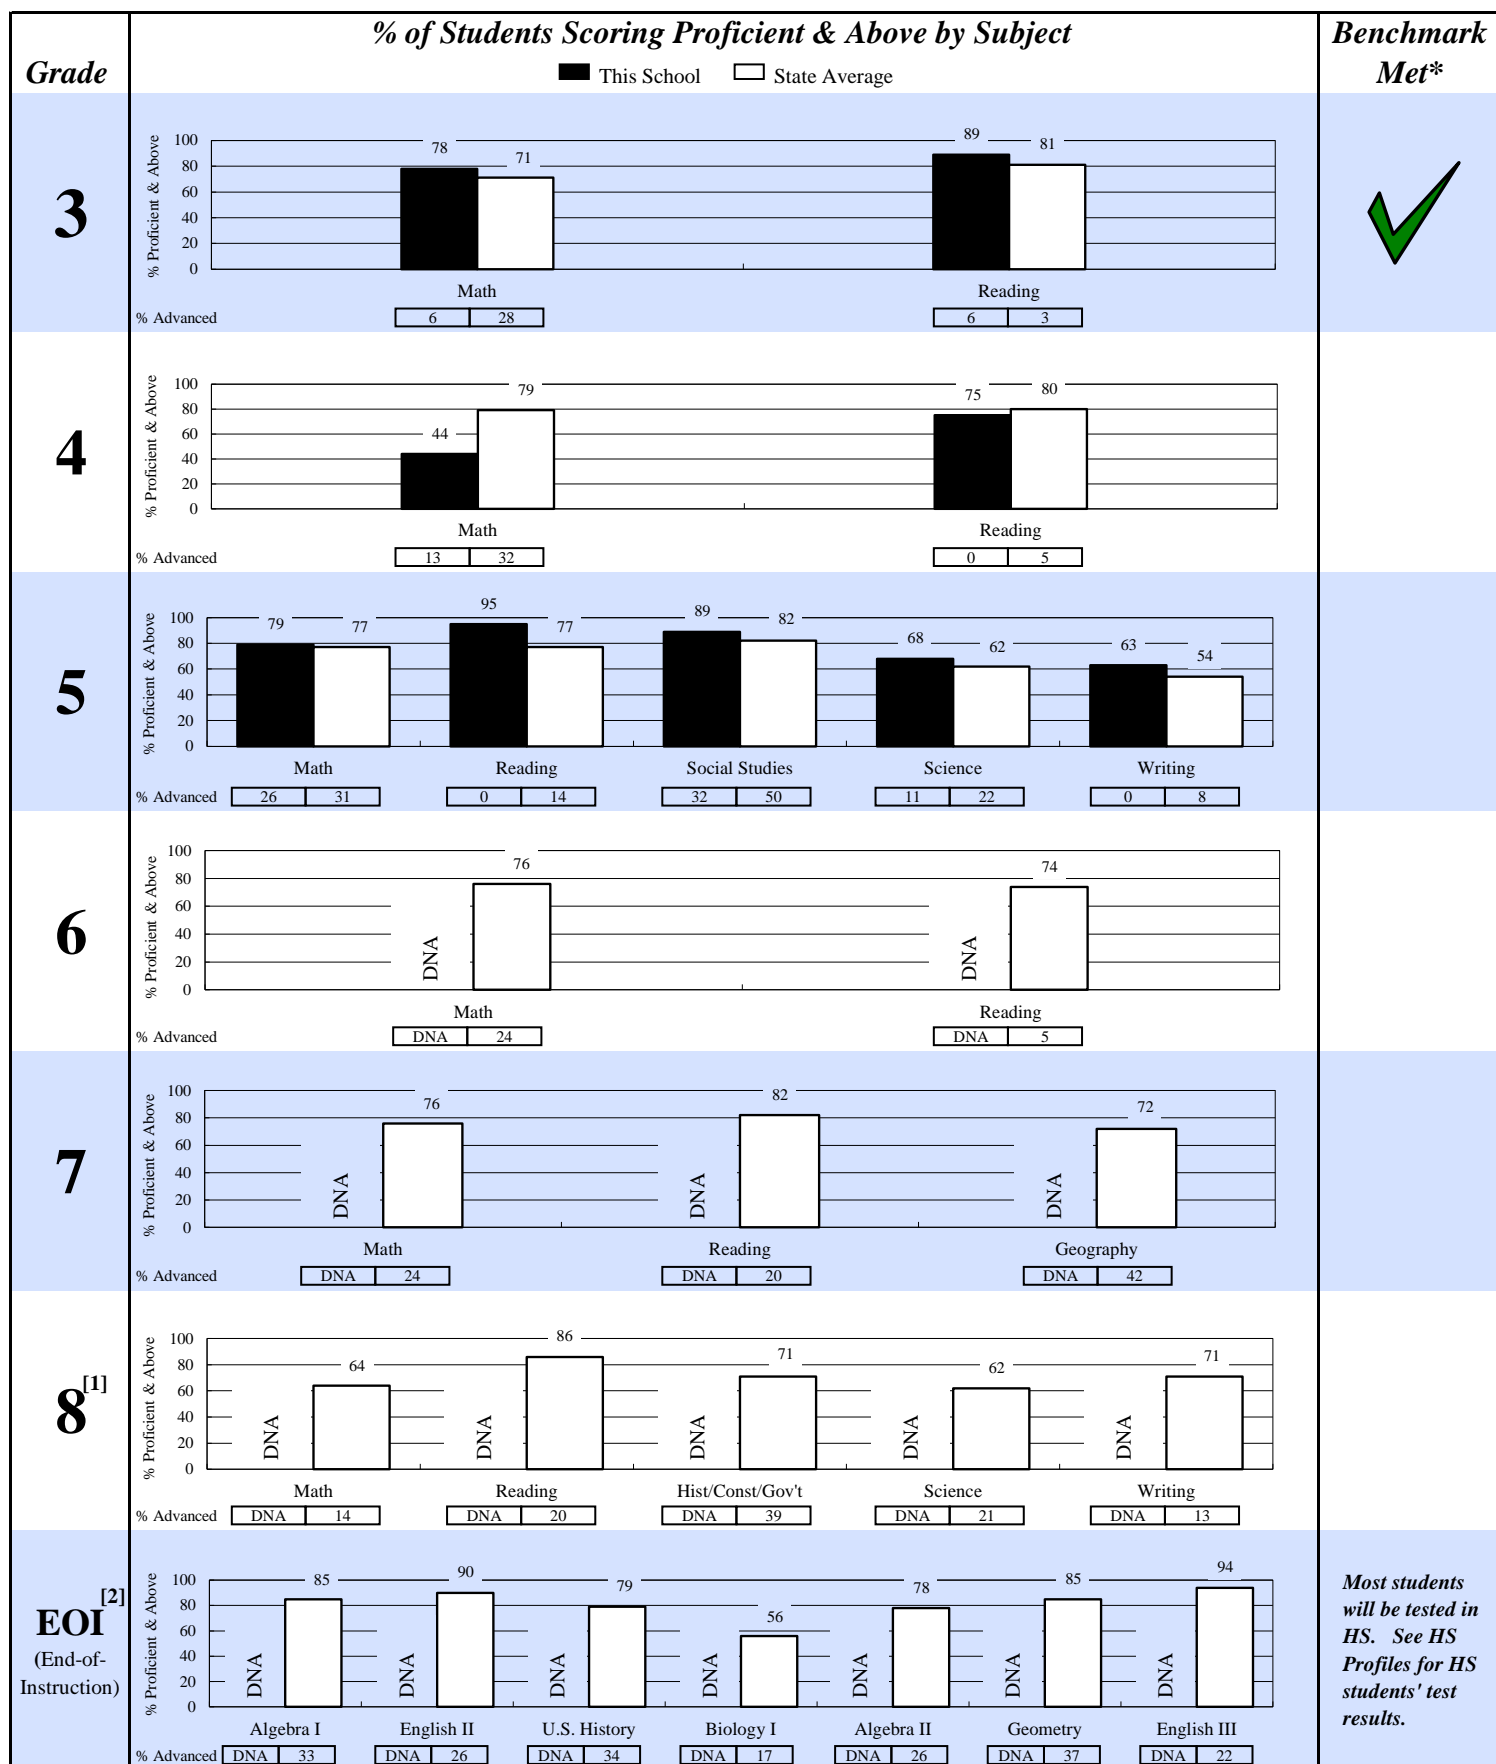 % of Students Scoring Proficient & Above by Subject
Benchmark
Met*
Grade
This School
State Average
3
% Proficient & Above
100
80
60
40
20
0
78
71
89
81
Math
Reading
% Advanced
6
28
6
3
4
% Proficient & Above
100
80
60
40
20
0
44
79
75
80
Math
Reading
% Advanced
13
32
0
5
5
% Proficient & Above
100
80
60
40
20
0
79
77
95
77
89
82
68
62
63
54
Math
Reading
Social Studies
Science
Writing
% Advanced
26
31
0
14
32
50
11
22
0
8
6
% Proficient & Above
100
80
60
40
20
0
DNA
76
DNA
74
Math
Reading
% Advanced
DNA
24
DNA
5
7
% Proficient & Above
100
80
60
40
20
0
DNA
76
DNA
82
DNA
72
Math
Reading
Geography
% Advanced
DNA
24
DNA
20
DNA
42
8[1]
% Proficient & Above
100
80
60
40
20
0
DNA
64
DNA
86
DNA
71
DNA
62
DNA
71
Math
Reading
Hist/Const/Gov't
Science
Writing
% Advanced
DNA
14
DNA
20
DNA
39
DNA
21
DNA
13
EOI[2]
(End-of-
Instruction)
% Proficient & Above
100
80
60
40
20
0
DNA
85
DNA
90
DNA
79
DNA
56
DNA
78
DNA
85
DNA
94
Algebra I
English II
U.S. History
Biology I
Algebra II
Geometry
English III
% Advanced
DNA
33
DNA
26
DNA
34
DNA
17
DNA
26
DNA
37
DNA
22
Most students
will be tested in
HS. See HS
Profiles for HS
students' test
results.